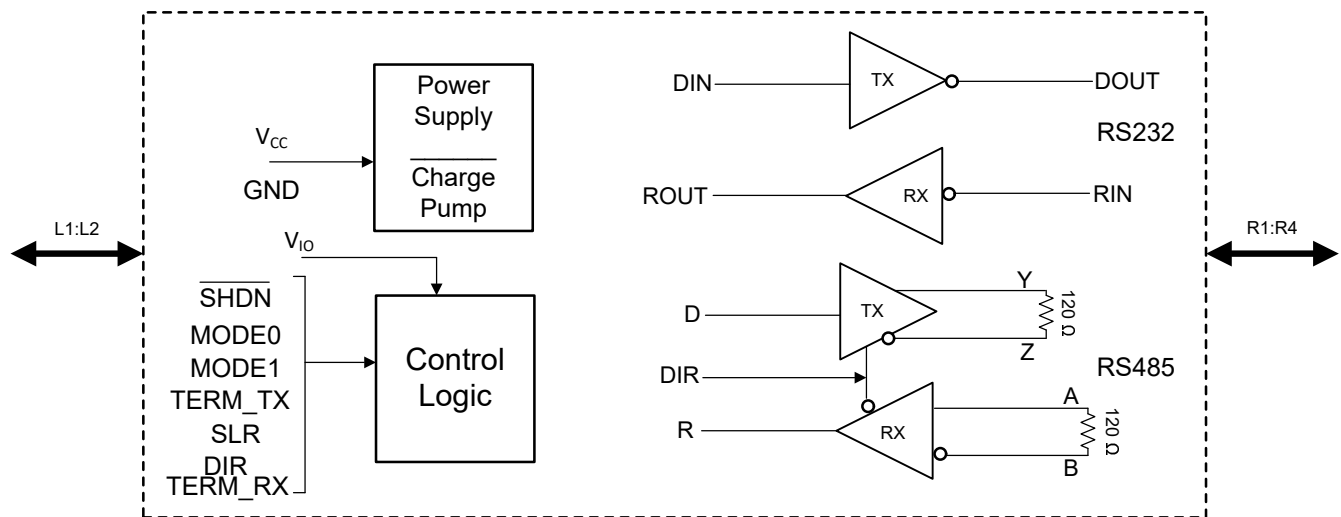 Power
Supply
Charge
Pump
VCC
GND
L1:L2
VIO
SHDN
MODE0
MODE1
TERM_TX
SLR
DIR
TERM_RX
Control
Logic
DIN
TX
DOUT
RS232
ROUT
RX
RIN
R1:R4
D
TX
Y
120 Ω
Z
DIR
RS485
R
RX
A
120 Ω
B